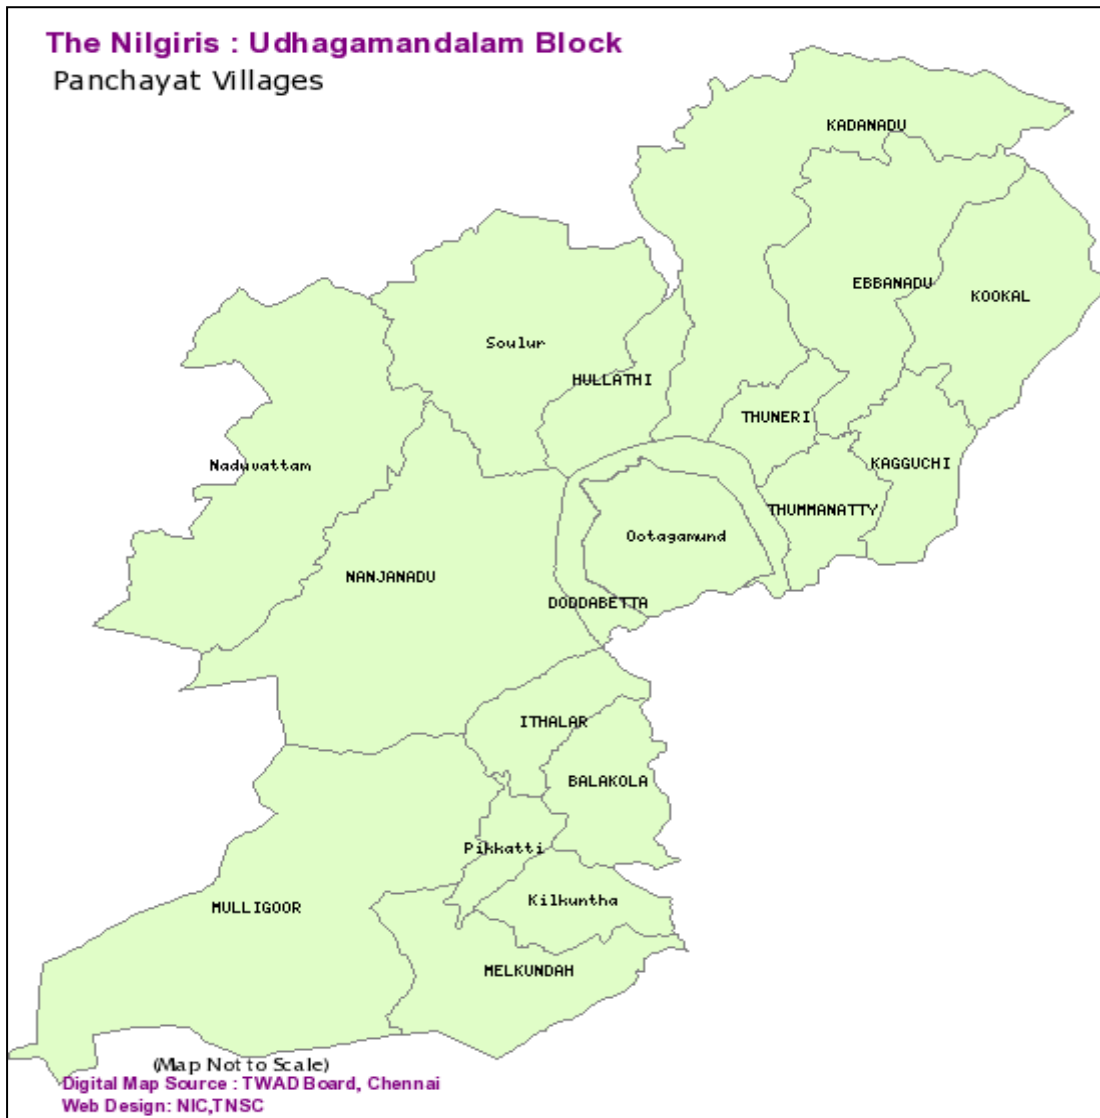 The Nilgiris : Udhagamandalam Block
Panchayat Villages
KADANADU
EBBANADU
KOOKAL
Soulur
HULLATHI
THUNERI
Naduvattam
KAGGUCHI
THUMMANATTY
Ootagamund
NANJANADU
DODDABETTA
ITHALAR
BALAKOLA
Pikkatti
Kilkuntha
MULLIGOOR
MELKUNDAH
(Map Not to Scale)
Digital Map Source : TWAD Board, Chennai
Web Design: NIC,TNSC